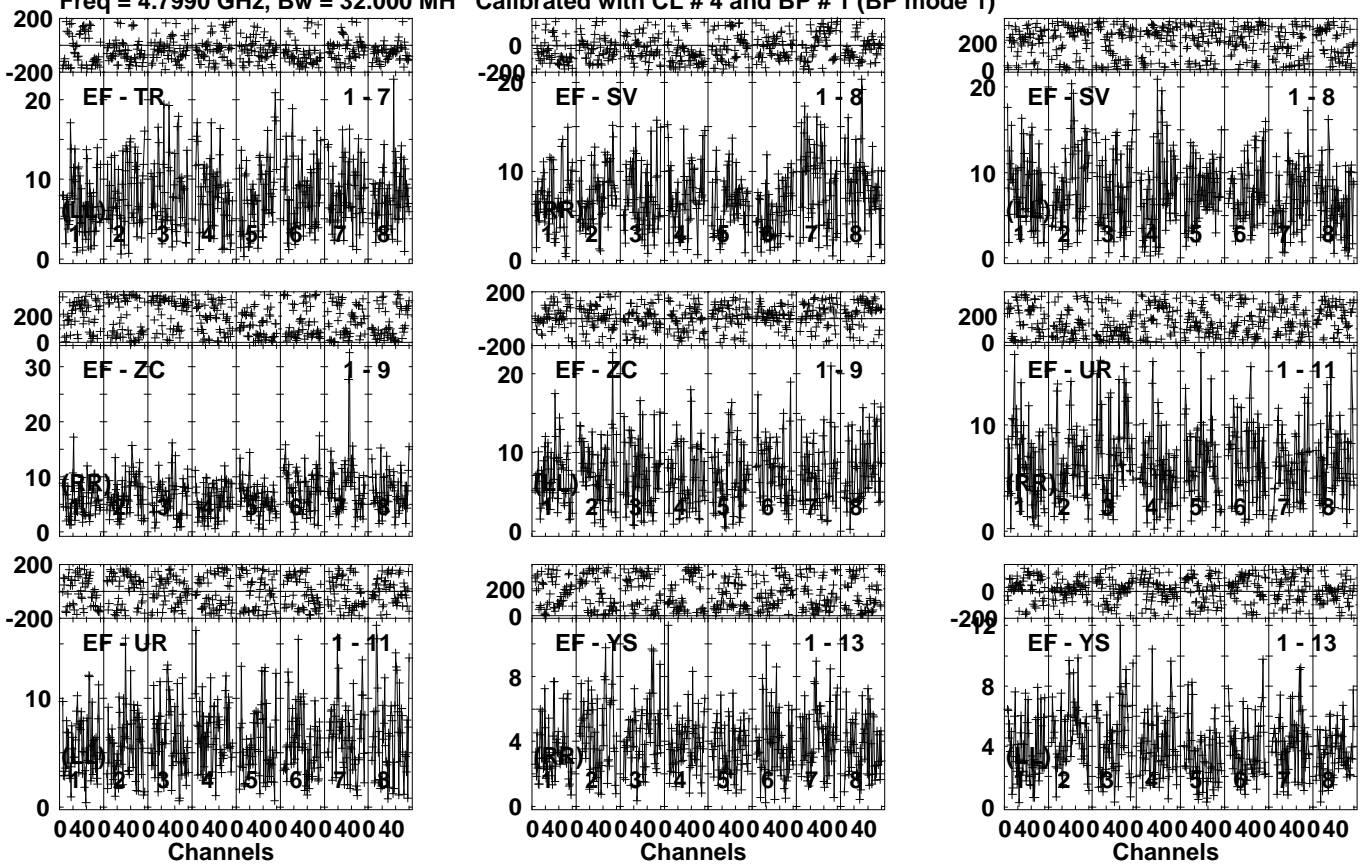 Freq = 4.7990 GHz, Bw = 32.000 MH Calibrated with CL # 4 and BP # 1 (BP mode 1)
200
-200
EF - TR 1 - 7
20
10
0
(LL)
1 2 3 4 5 6 7 8
0
-200
EF - SV 1 - 8
20
10
0
(RR)
1 2 3 4 5 6 7 8
200
0
EF - SV 1 - 8
20
10
0
(LL)
1 2 3 4 5 6 7 8
200
0
EF - ZC 1 - 9
30
20
10
0
(RR)
1 2 3 4 5 6 7 8
200
-200
EF - ZC 1 - 9
20
10
0
(LL)
1 2 3 4 5 6 7 8
200
0
EF - UR 1 - 11
10
0
(RR)
1 2 3 4 5 6 7 8
200
-200
EF - UR 1 - 11
10
0
(LL)
1 2 3 4 5 6 7 8
200
0
EF - YS 1 - 13
8
4
0
(RR)
1 2 3 4 5 6 7 8
0
-200
EF - YS 1 - 13
12
8
4
0
(LL)
1 2 3 4 5 6 7 8
0 40 0 40 0 40 0 40 0 40 0 40 0 40 0 40
Channels
0 40 0 40 0 40 0 40 0 40 0 40 0 40 0 40
Channels
0 40 0 40 0 40 0 40 0 40 0 40 0 40 0 40
Channels